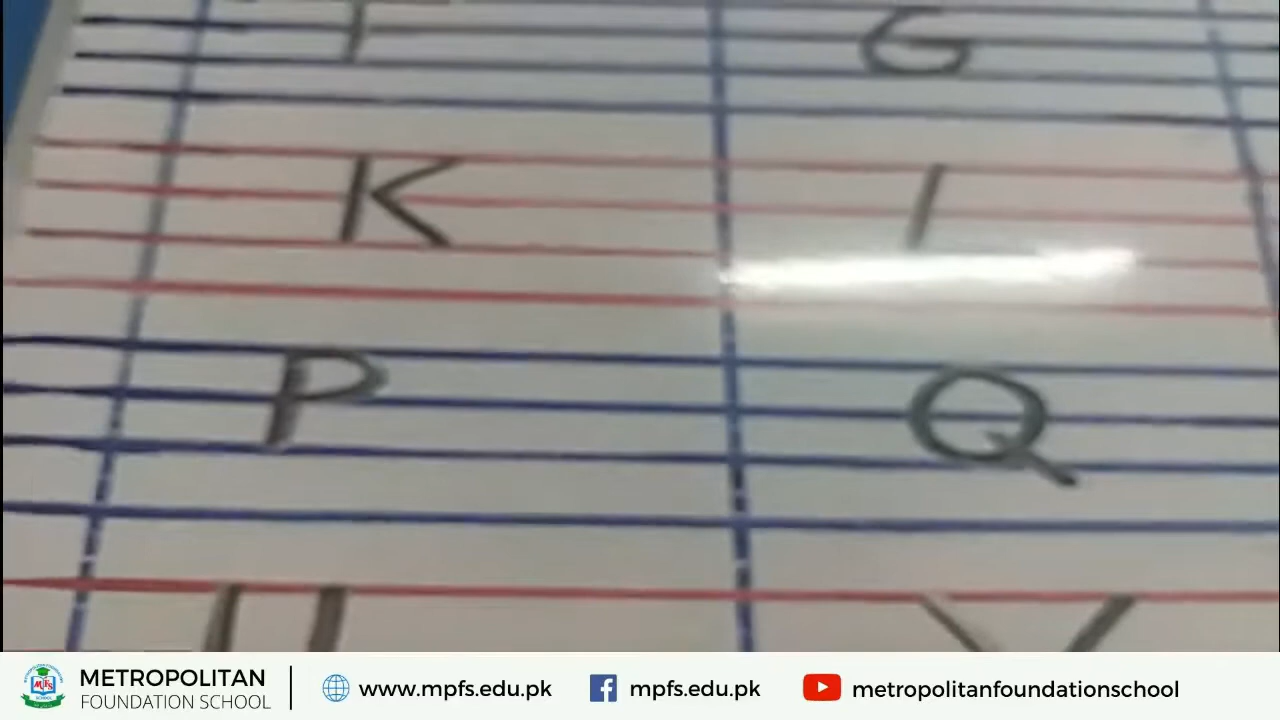 F G
K L
P Q
U V
METROPOLITAN
FOUNDATION SCHOOL
www.mpfs.edu.pk
mpfs.edu.pk
metropolitanfoundationschool